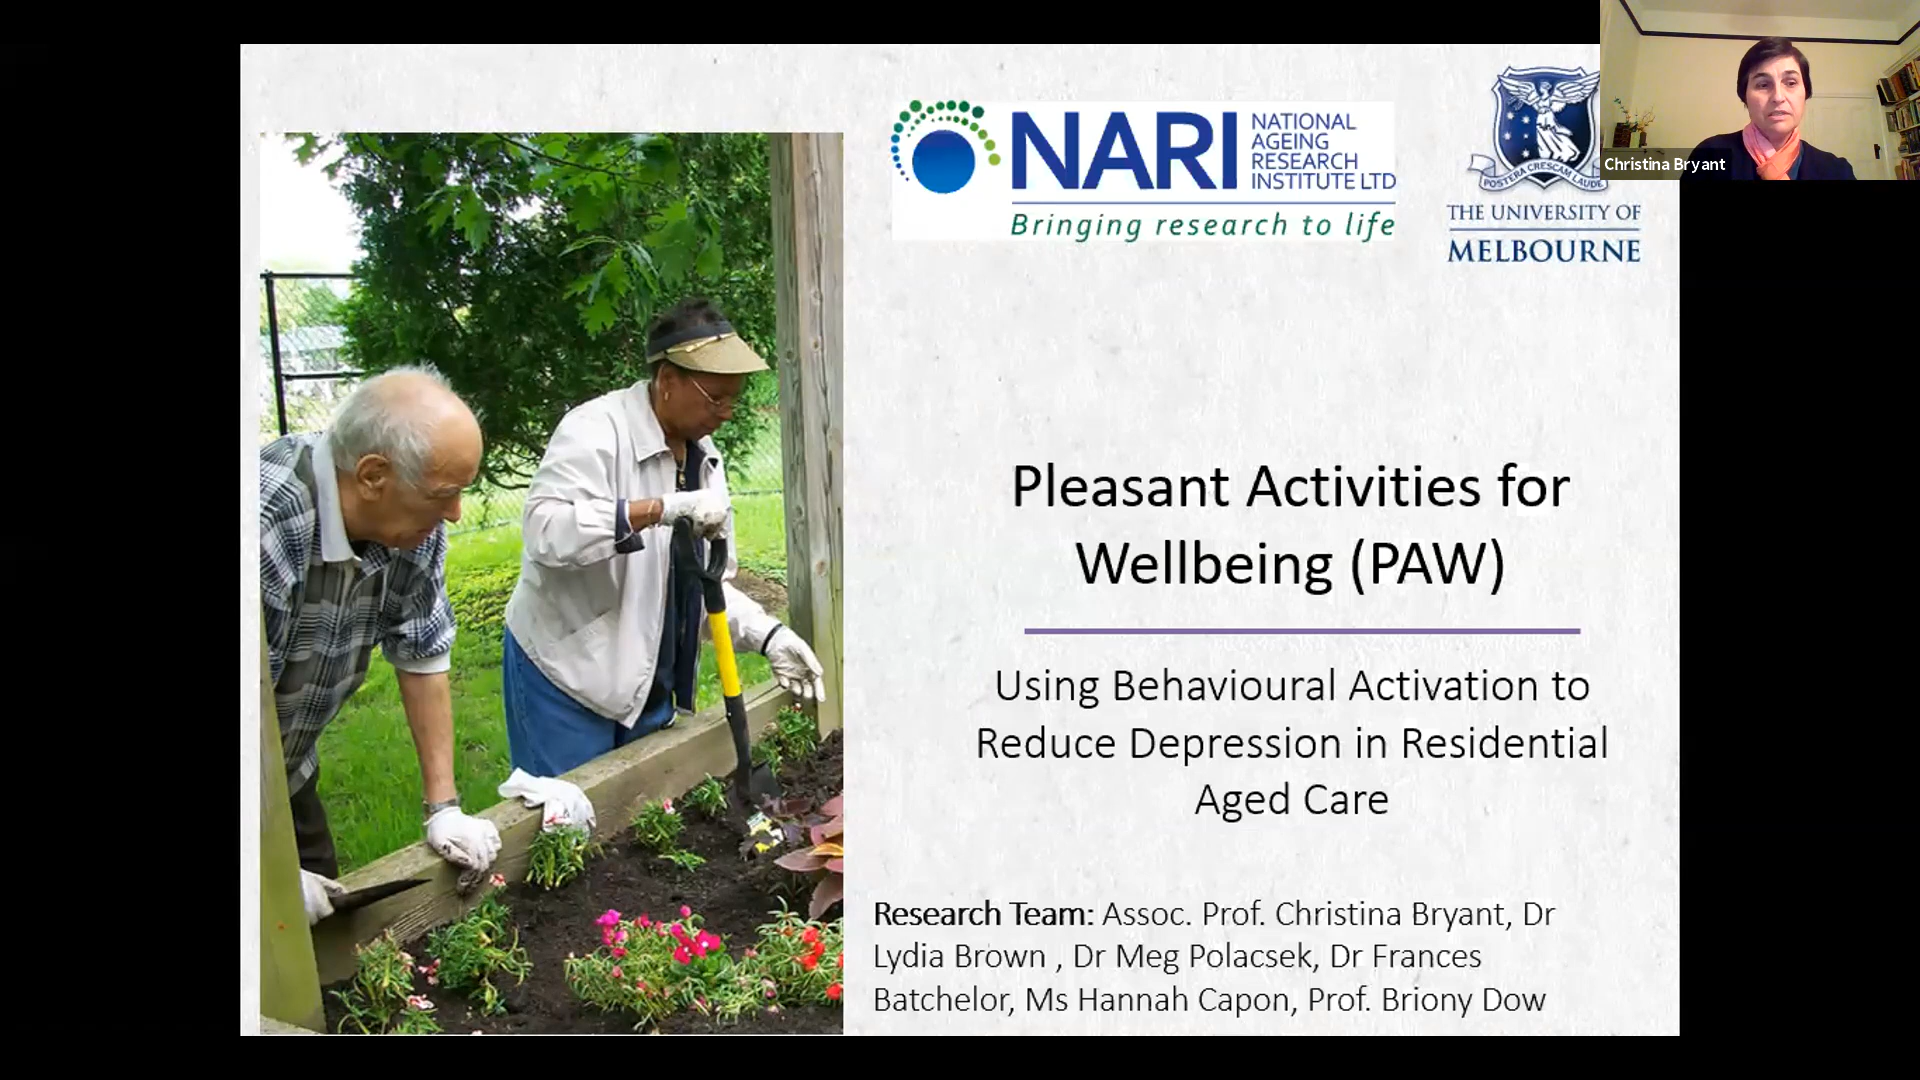 NARI
NATIONAL
AGEING
RESEARCH
INSTITUTE LTD
Bringing research to life
POSTERA CRESCAM LAUDE
THE UNIVERSITY OF
MELBOURNE
Christina Bryant
Pleasant Activities for
Wellbeing (PAW)
Using Behavioural Activation to
Reduce Depression in Residential
Aged Care
Research Team: Assoc. Prof. Christina Bryant, Dr
Lydia Brown , Dr Meg Polacsek, Dr Frances
Batchelor, Ms Hannah Capon, Prof. Briony Dow